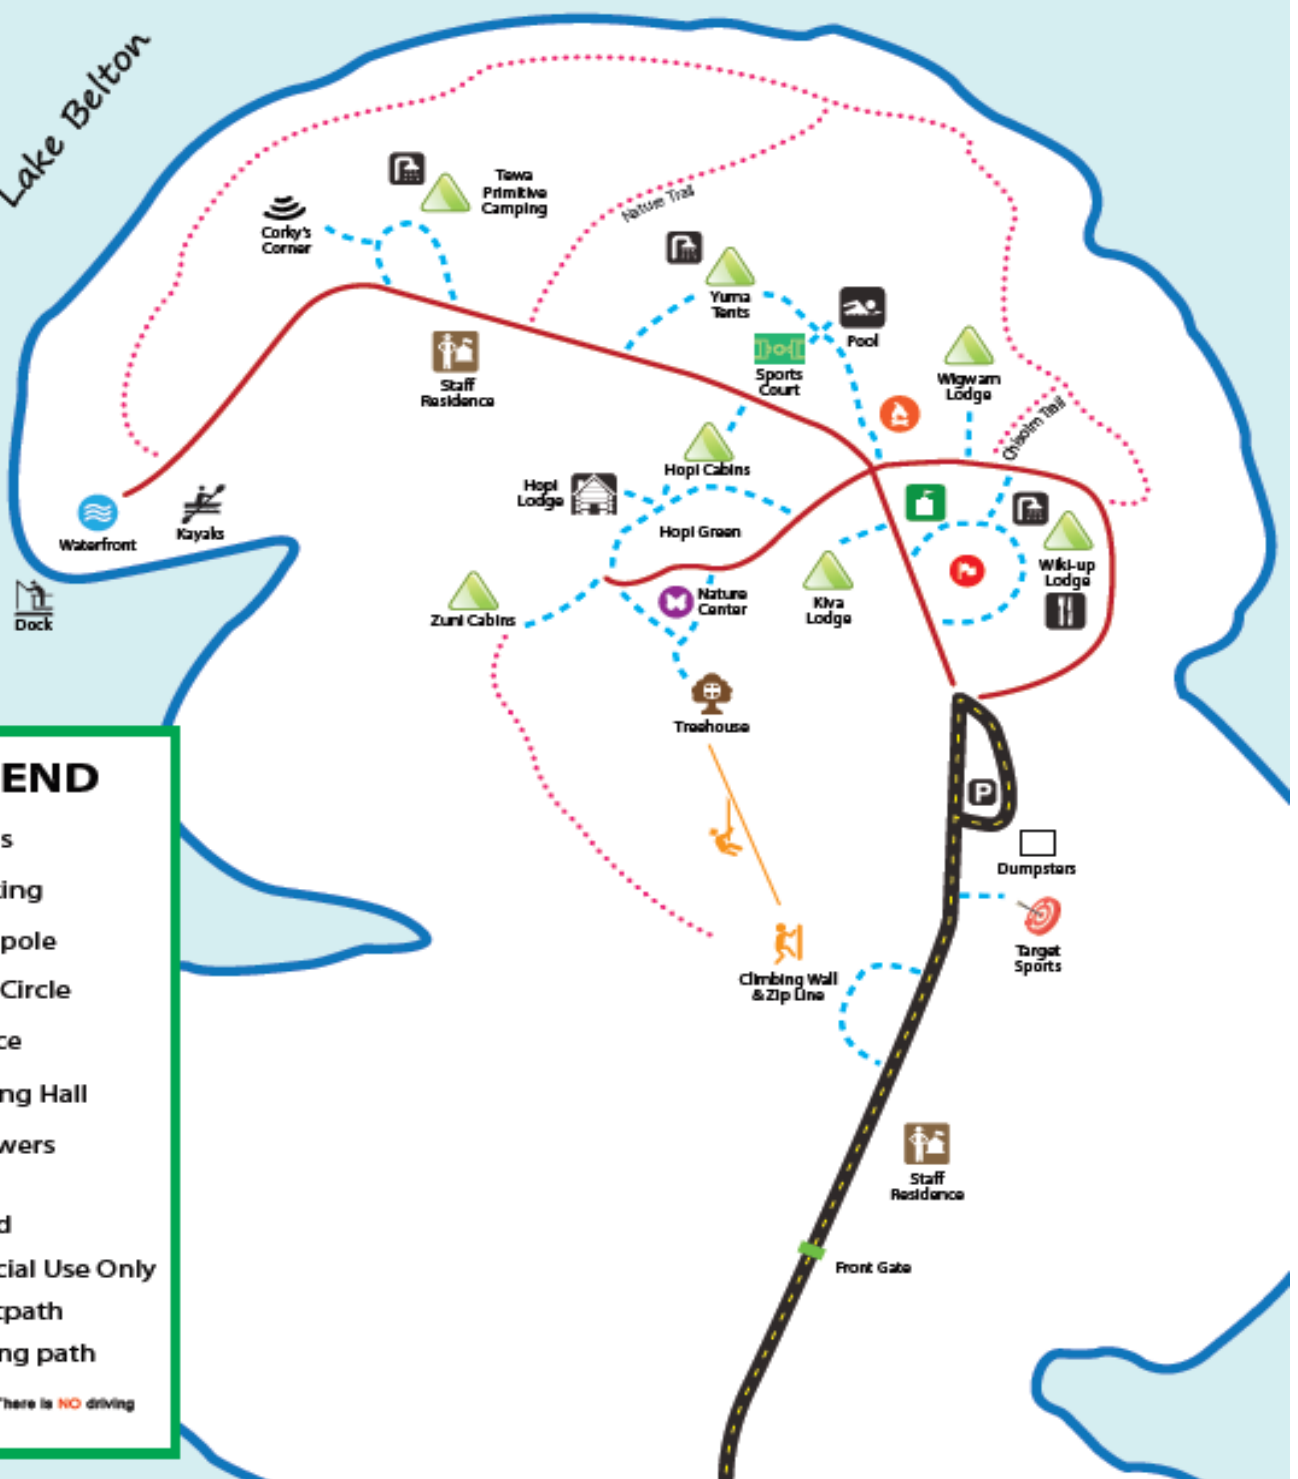 Lake Belton
Tewa
Primitive
Camping
Corky's
Corner
Nature Trail
Yuma
Tents
Pool
Staff
Residence
Sports
Court
Wigwam
Lodge
Chisolm Trail
Hopi Cabins
Hopi
Lodge
Hopi Green
Waterfront
Kayaks
Dock
Zuni Cabins
Nature
Center
Kiva
Lodge
Wiki-up
Lodge
Treehouse
P
Dumpsters
Target
Sports
Climbing Wall
& Zip Line
Staff
Residence
Front Gate
END
s
ing
pole
Circle
ce
ng Hall
wers
d
cial Use Only
tpath
ng path
There is NO driving